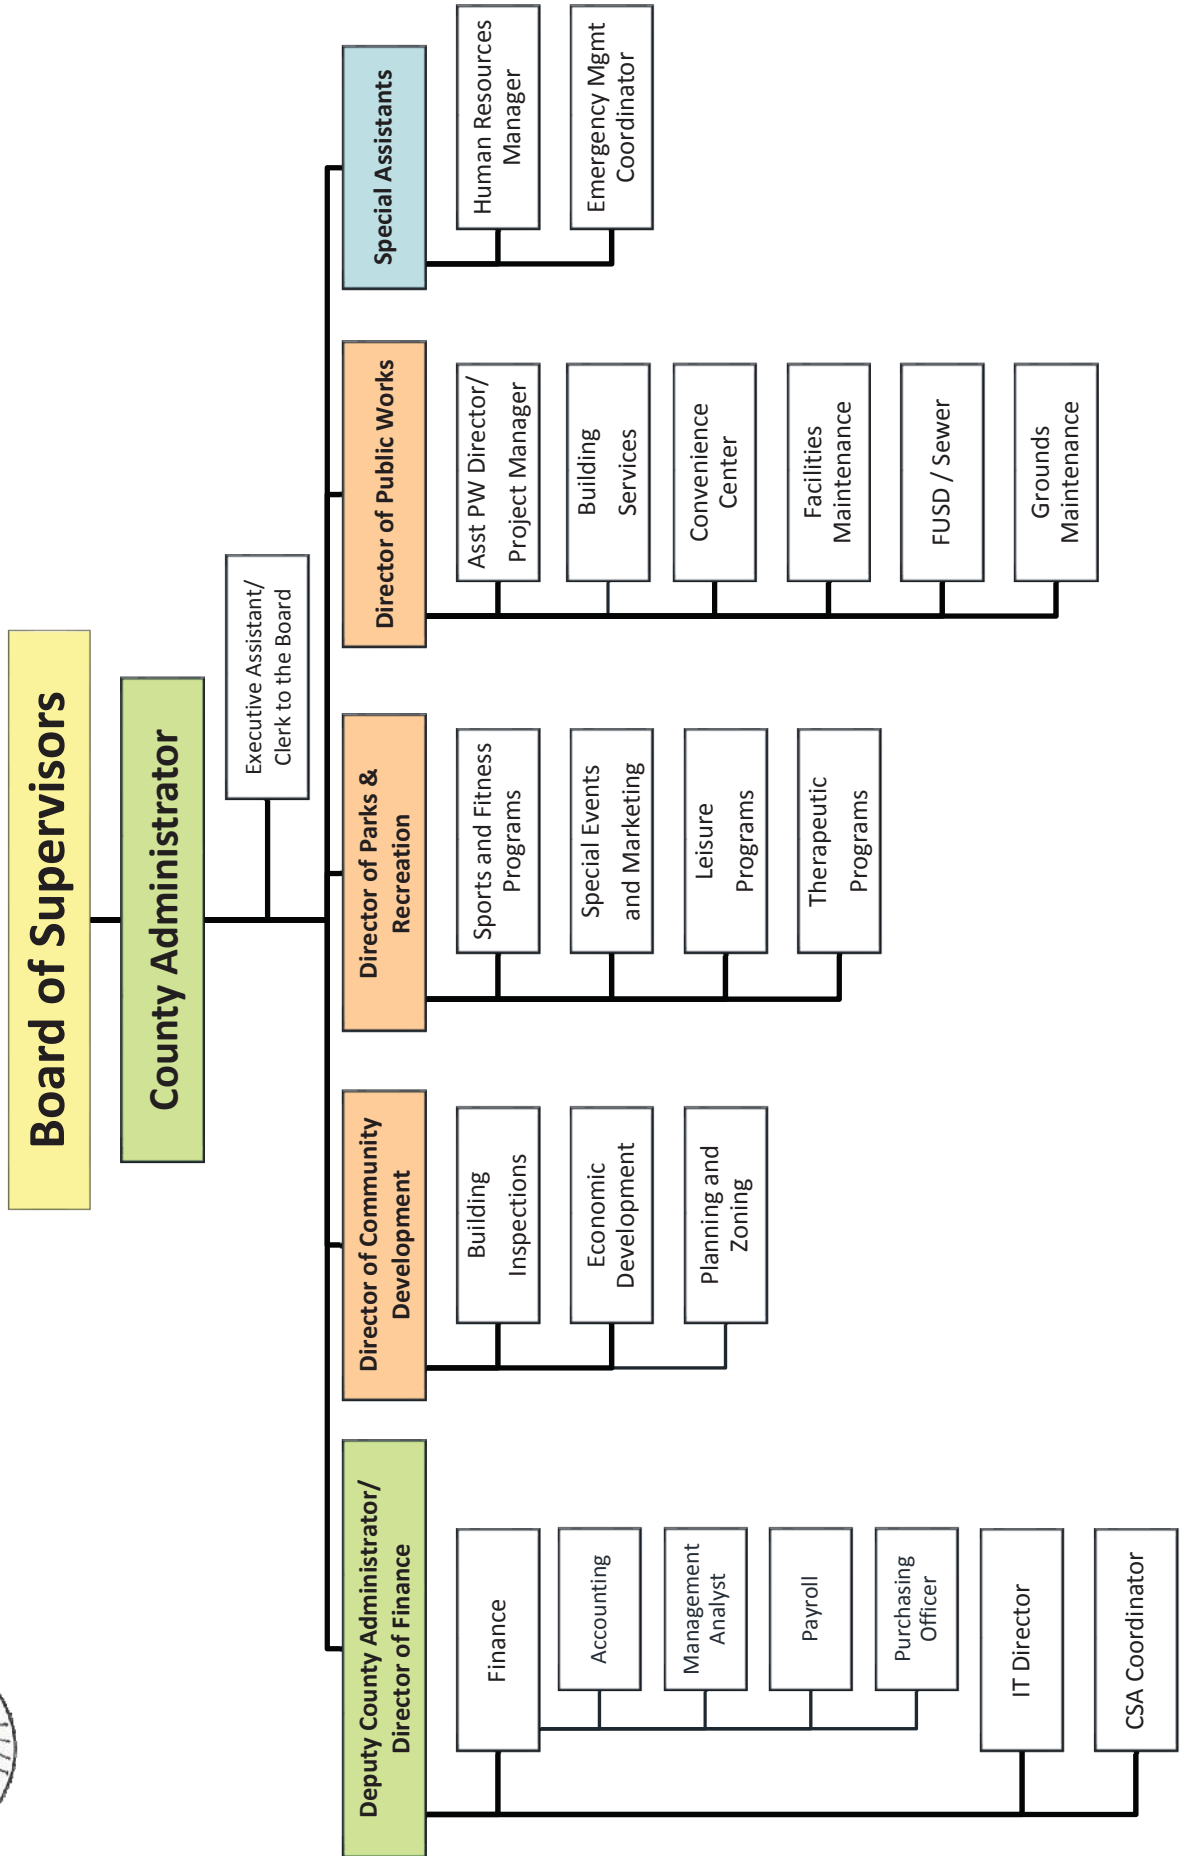 Board of Supervisors
County Administrator
Executive Assistant/
Clerk to the Board
Deputy County Administrator/
Director of Finance
Finance
Accounting
Management
Analyst
Payroll
Purchasing
Officer
IT Director
CSA Coordinator
Director of Community
Development
Building
Inspections
Economic
Development
Planning and
Zoning
Director of Parks &
Recreation
Sports and Fitness
Programs
Special Events
and Marketing
Leisure
Programs
Therapeutic
Programs
Director of Public Works
Asst PW Director/
Project Manager
Building
Services
Convenience
Center
Facilities
Maintenance
FUSD / Sewer
Grounds
Maintenance
Special Assistants
Human Resources
Manager
Emergency Mgmt
Coordinator